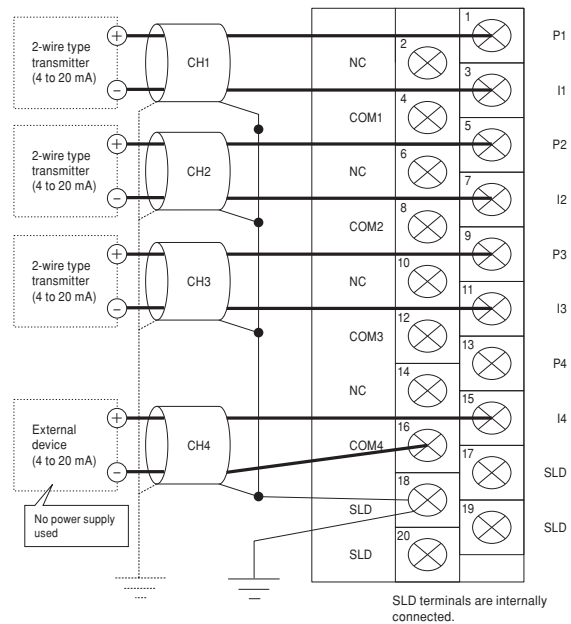 1
P1
2-wire type
transmitter
(4 to 20 mA)
+
CH1
NC
2
3
−
I1
COM1
4
5
P2
2-wire type
transmitter
(4 to 20 mA)
+
CH2
NC
6
7
−
I2
COM2
8
9
P3
2-wire type
transmitter
(4 to 20 mA)
+
CH3
NC
10
11
−
I3
COM3
12
13
P4
NC
14
15
I4
External
device
(4 to 20 mA)
+
CH4
COM4
16
17
−
SLD
No power supply
used
SLD
18
19
SLD
SLD
20
SLD terminals are internally
connected.